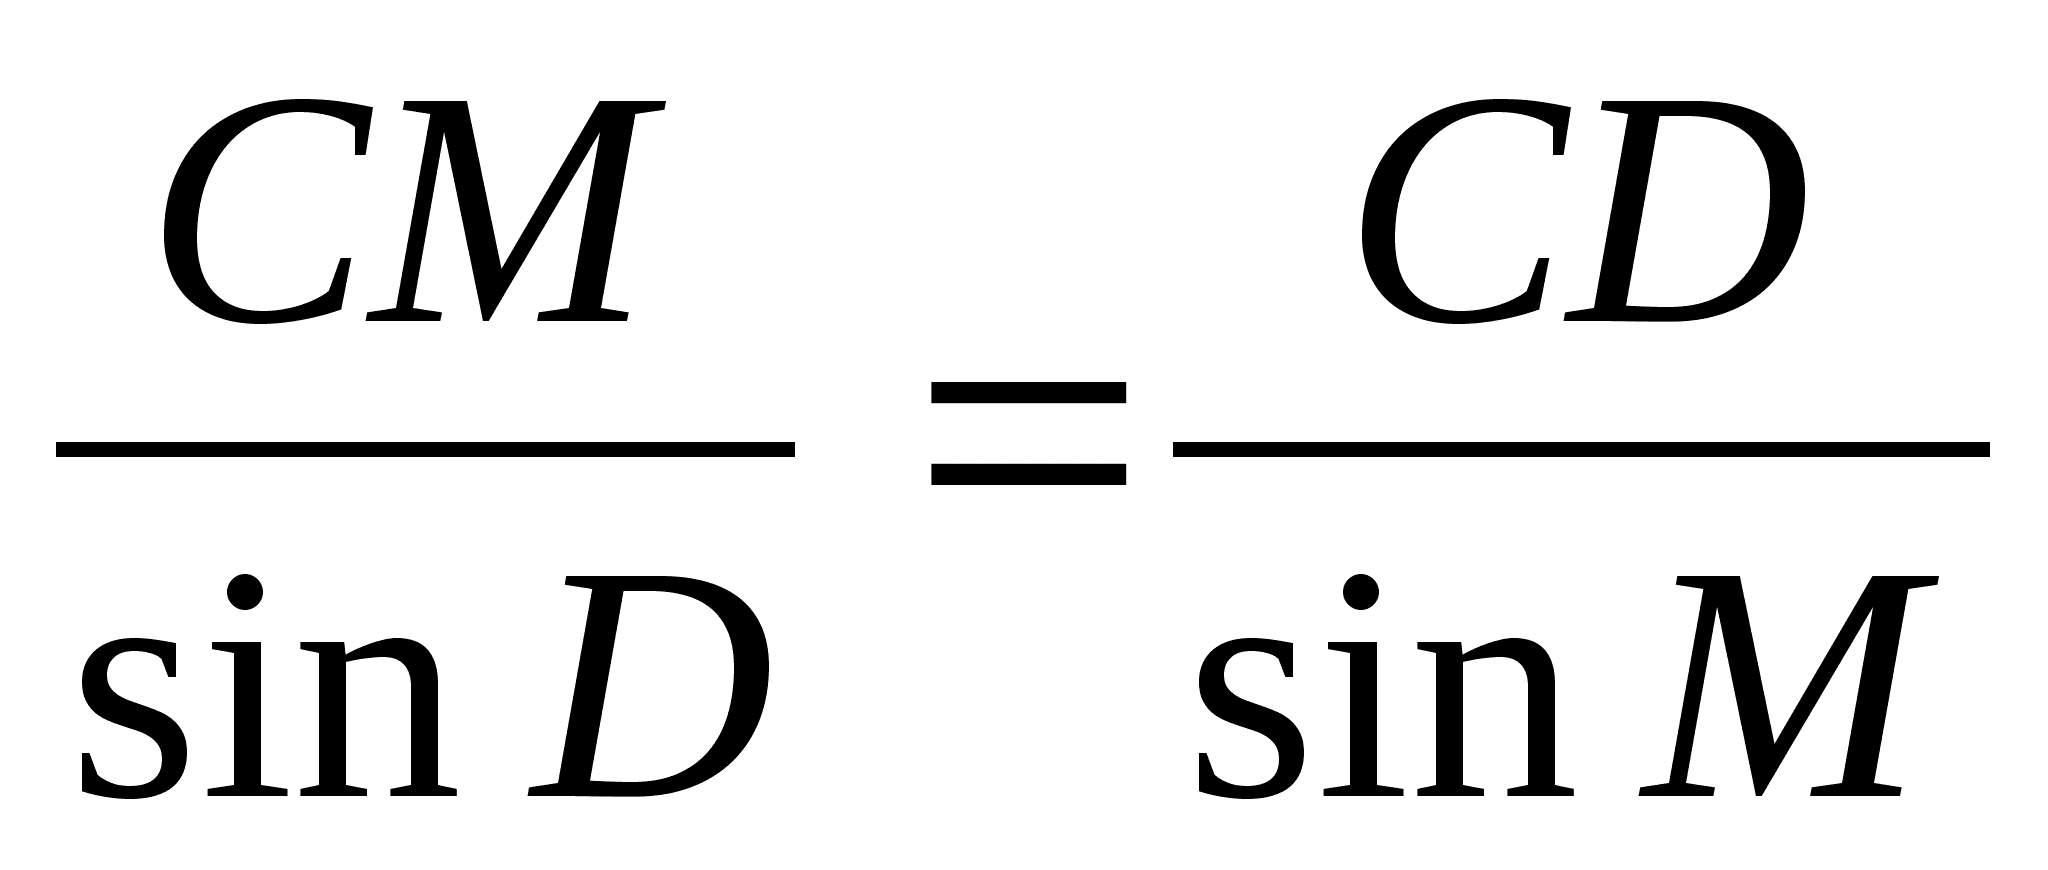 CM / sin D = CD / sin M